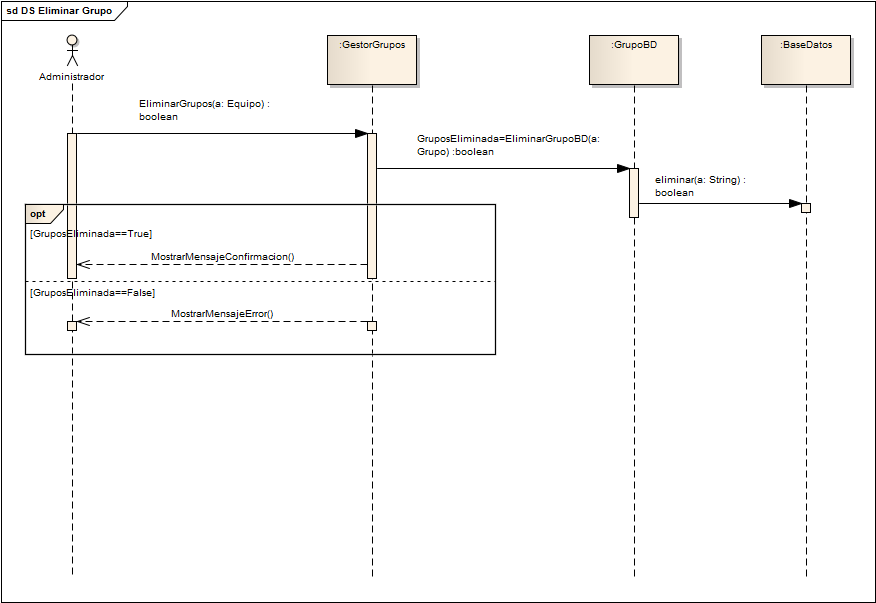 sd DS Eliminar Grupo
Administrador
:GestorGrupos
:GrupoBD
:BaseDatos
EliminarGrupos(a: Equipo) :
boolean
GruposEliminada=EliminarGrupoBD(a:
Grupo) :boolean
eliminar(a: String) :
boolean
opt
[GruposEliminada==True]
MostrarMensajeConfirmacion()
[GruposEliminada==False]
MostrarMensajeError()